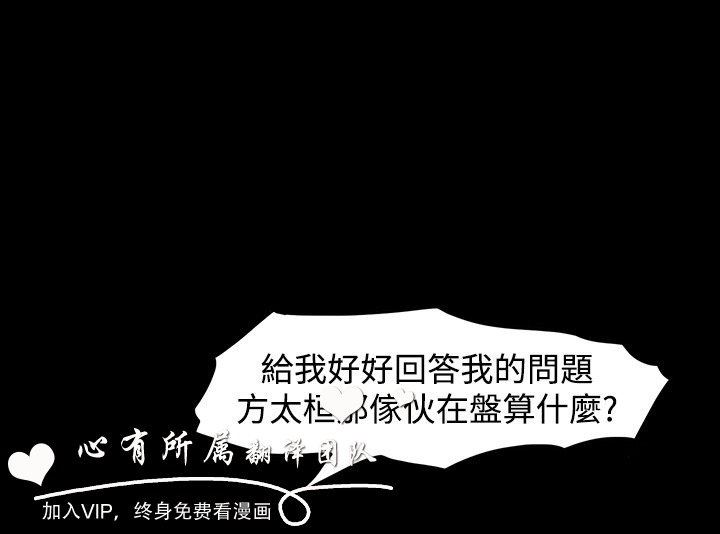 給我好好回答我的問題
方太桓那傢伙在盤算什麼?
心有所属翻译团队
加入VIP，终身免费看漫画